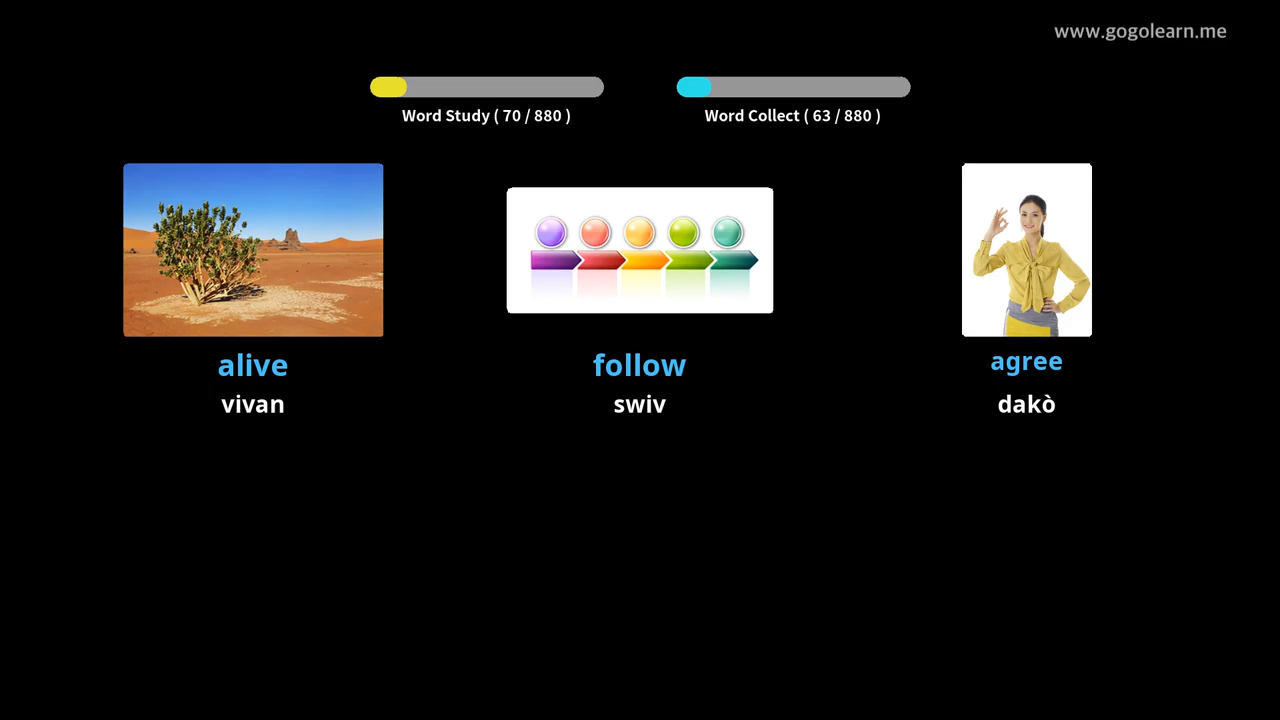 www.gogolearn.me
Word Study ( 70 / 880 )
Word Collect ( 63 / 880 )
alive
vivan
follow
swiv
agree
dakò